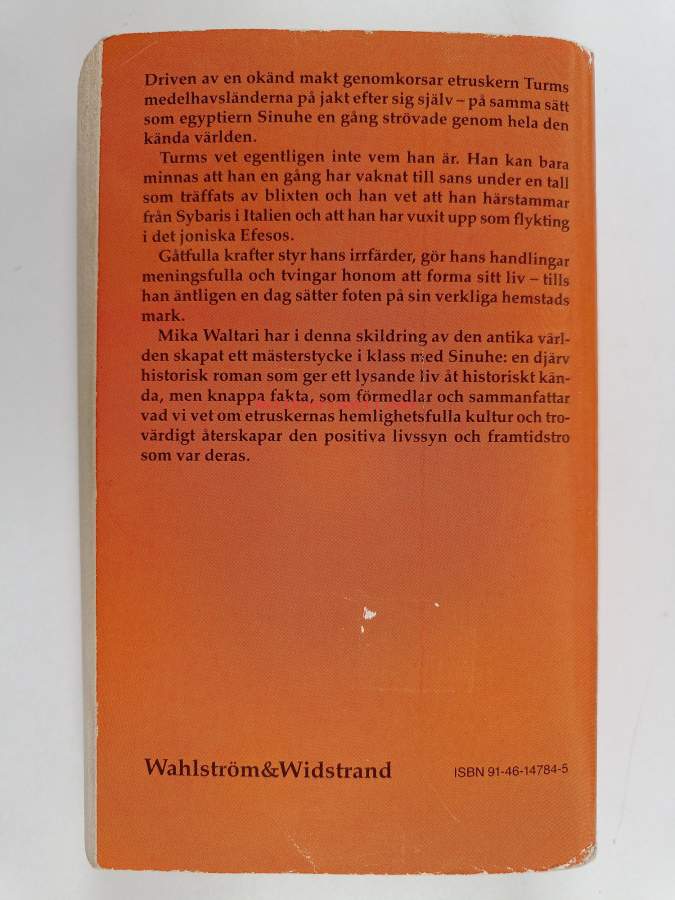 Driven av en okänd makt genomkorsar etruskern Turms
medelhavsländerna på jakt efter sig själv – på samma sätt
som egyptiern Sinuhe en gång strövade genom hela den
kända världen.
Turms vet egentligen inte vem han är. Han kan bara
minnas att han en gång har vaknat till sans under en tall
som träffats av blixten och han vet att han härstammar
från Sybaris i Italien och att han har vuxit upp som flykting
i det joniska Efesos.
Gåtfulla krafter styr hans irrfärder, gör hans handlingar
meningsfulla och tvingar honom att forma sitt liv – tills
han äntligen en dag sätter foten på sin verkliga hemstads
mark.
Mika Waltari har i denna skildring av den antika värl-
den skapat ett mästerstycke i klass med Sinuhe: en djärv
historisk roman som ger ett lysande liv åt historiskt kän-
da, men knappa fakta, som förmedlar och sammanfattar
vad vi vet om etruskernas hemlighetsfulla kultur och tro-
värdigt återskapar den positiva livssyn och framtidstro
som var deras.
Wahlström&Widstrand
ISBN 91-46-14784-5